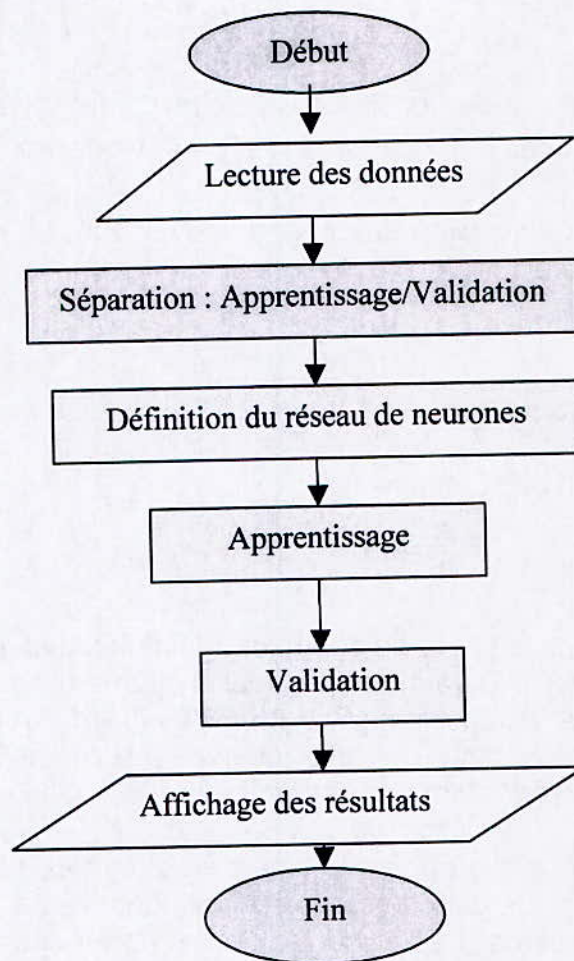 Début
Lecture des données
Séparation : Apprentissage/Validation
Définition du réseau de neurones
Apprentissage
Validation
Affichage des résultats
Fin